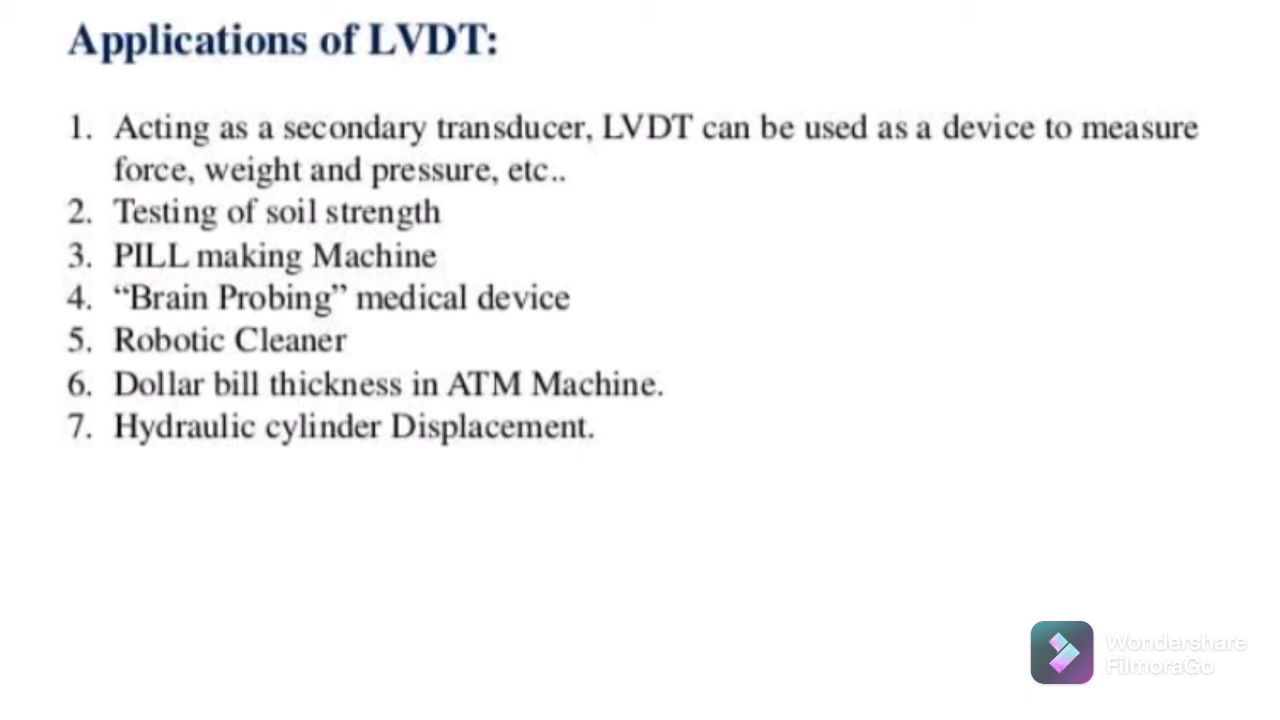 Applications of LVDT:
1. Acting as a secondary transducer, LVDT can be used as a device to measure
force, weight and pressure, etc..
2. Testing of soil strength
3. PILL making Machine
4. “Brain Probing” medical device
5. Robotic Cleaner
6. Dollar bill thickness in ATM Machine.
7. Hydraulic cylinder Displacement.
Wondershare
FilmoraGo